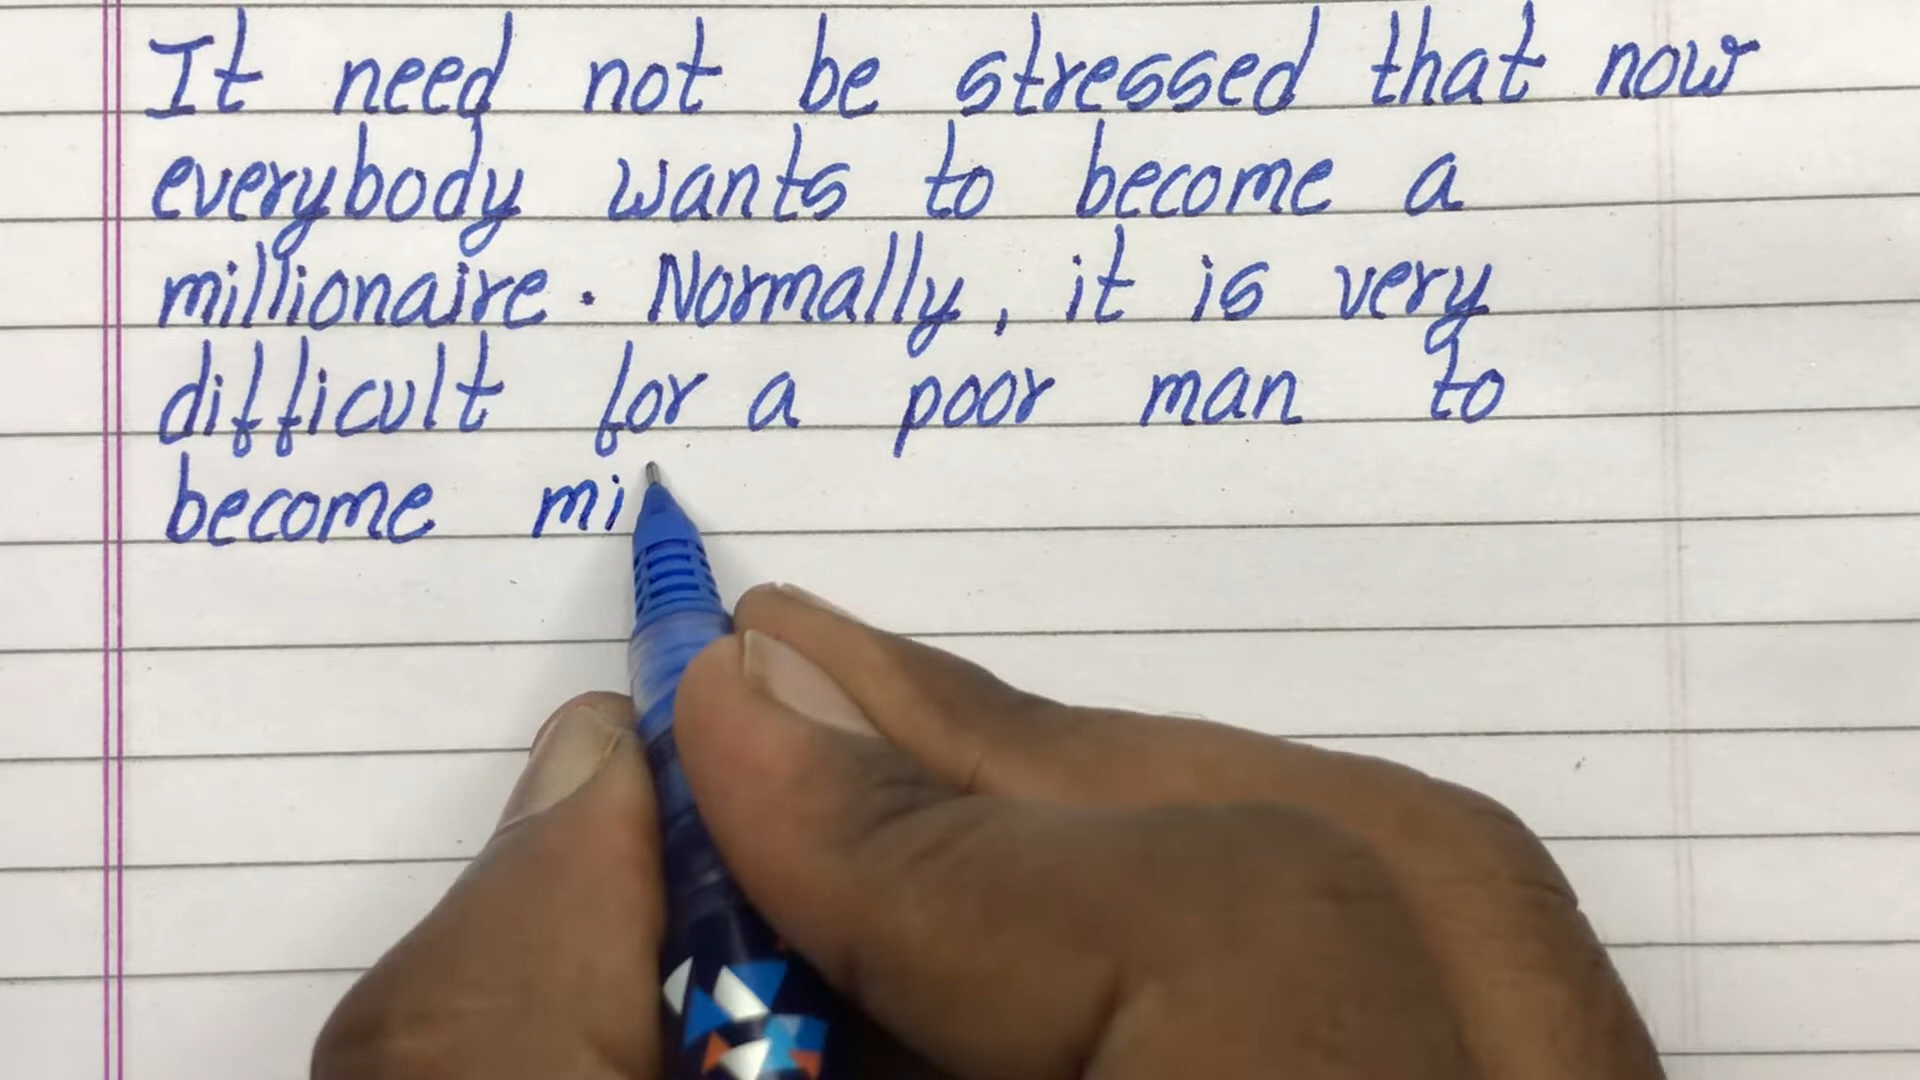 It need not be stressed that now
everybody wants to become a
millionaire. Normally, it is very
difficult for a poor man to
become mi